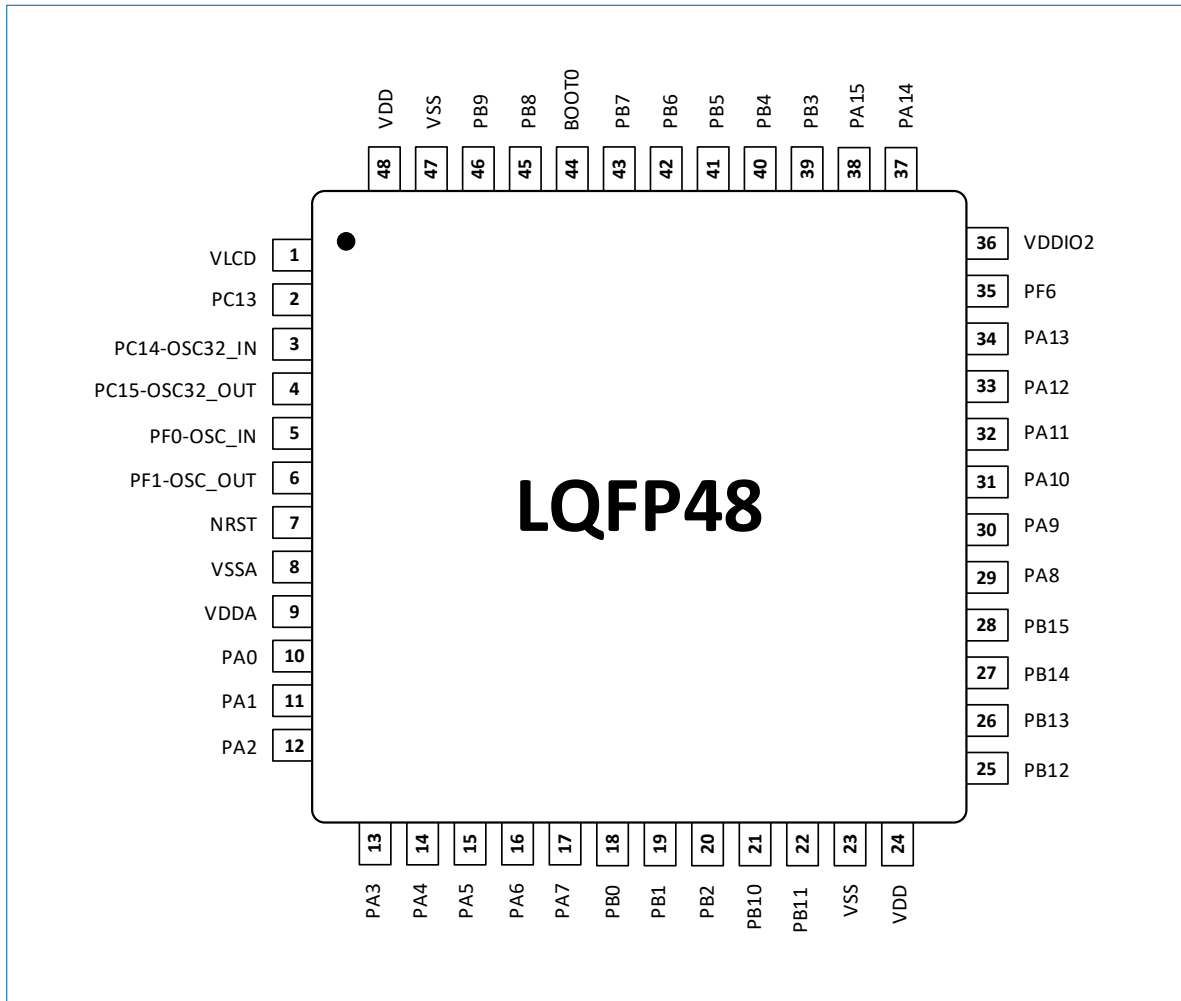 VDD
VSS
PB9
PB8
BOOT0
PB7
PB6
PB5
PB4
PB3
PA15
PA14
48
47
46
45
44
43
42
41
40
39
38
37
VLCD 1
PC13 2
PC14-OSC32_IN 3
PC15-OSC32_OUT 4
PF0-OSC_IN 5
PF1-OSC_OUT 6
NRST 7
VSSA 8
VDDA 9
PA0 10
PA1 11
PA2 12
LQFP48
36 VDDIO2
35 PF6
34 PA13
33 PA12
32 PA11
31 PA10
30 PA9
29 PA8
28 PB15
27 PB14
26 PB13
25 PB12
13
14
15
16
17
18
19
20
21
22
23
24
PA3
PA4
PA5
PA6
PA7
PB0
PB1
PB2
PB10
PB11
VSS
VDD